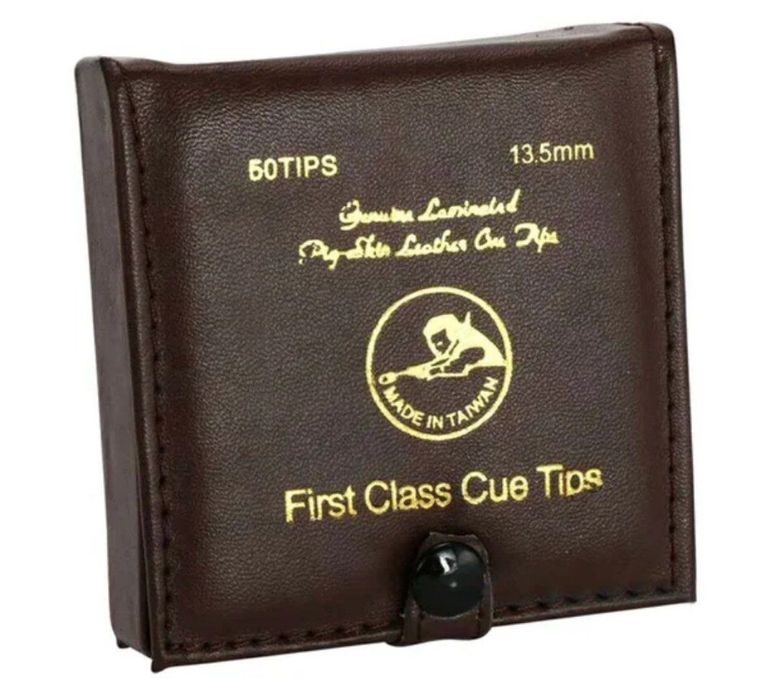 50TIPS 13.5mm
Genuine Laminated
Pig-Skin Leather Cue Tips
MADE IN TAIWAN
First Class Cue Tips